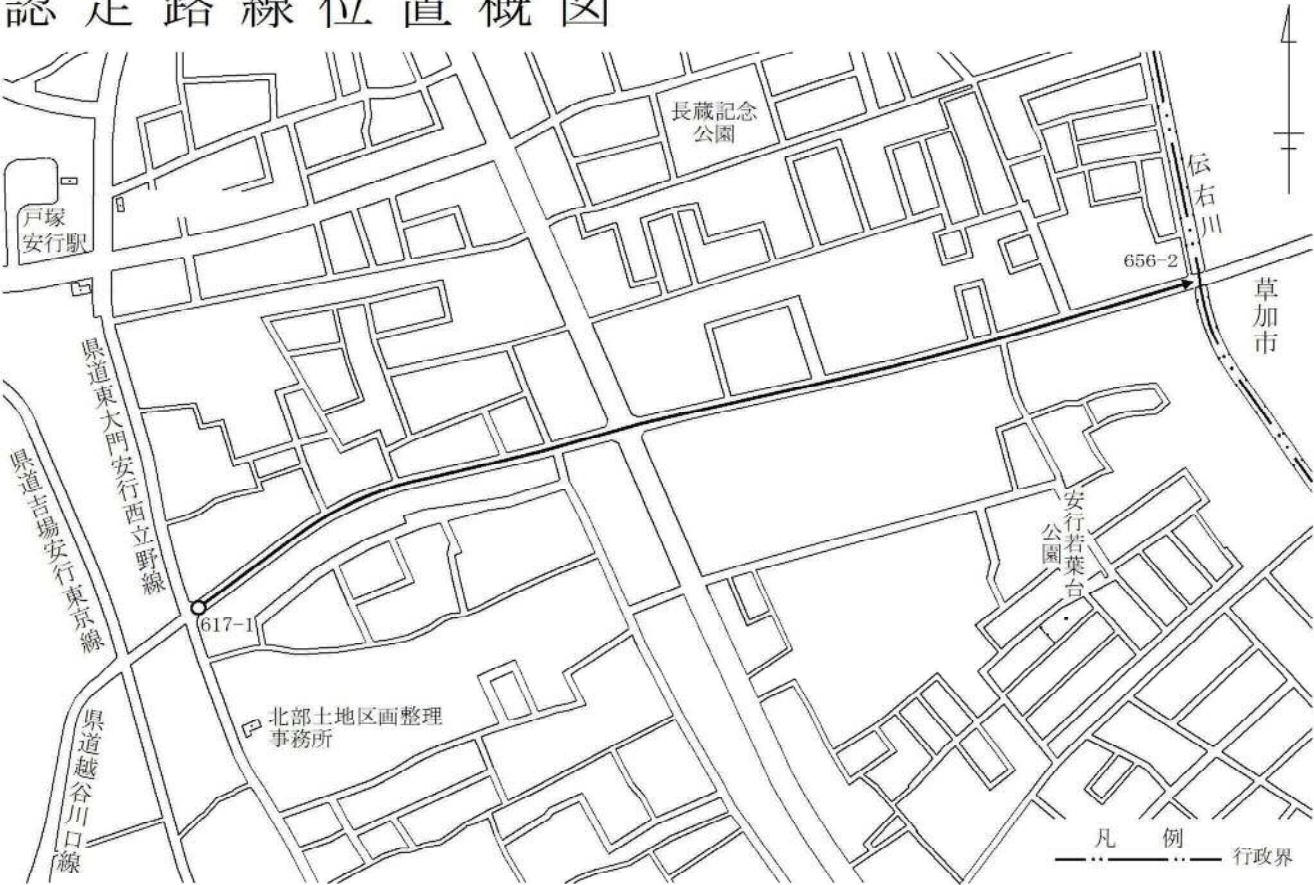 認定路線位置概図
長蔵記念
公園
戸塚
安行駅
伝右川
656-2
草加市
県道東大門安行西立野線
県道吉場安行東京線
617-1
安行若葉台
公園
北部土地区画整理
事務所
県道越谷川口線
凡 例
行政界